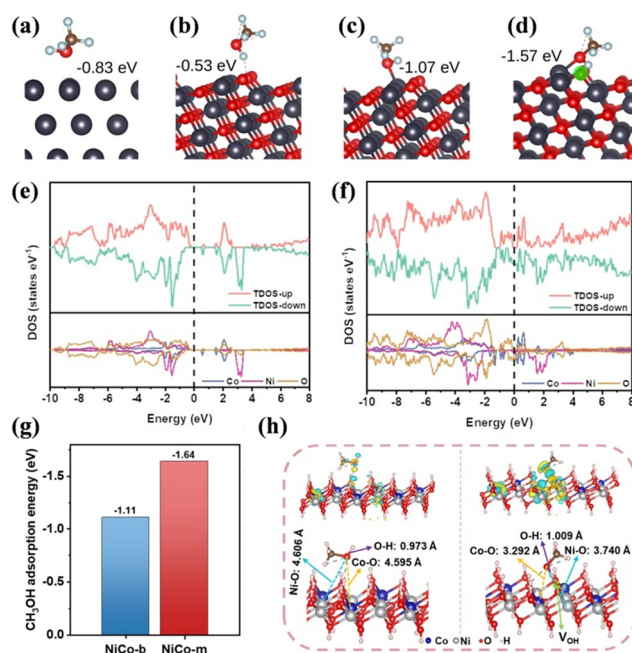 (a)
(b)
(c)
(d)
-0.83 eV
-0.53 eV
-1.07 eV
-1.57 eV
(e)
(f)
DOS (states eV⁻¹)
TDOS-up
TDOS-down
Co Ni O
-10 -8 -6 -4 -2 0 2 4 6 8
Energy (eV)
DOS (states eV⁻¹)
TDOS-up
TDOS-down
Co Ni O
-10 -8 -6 -4 -2 0 2 4 6 8
Energy (eV)
(g)
CH₃OH adsorption energy (eV)
-1.5
-1.0
-0.5
0.0
-1.11
-1.64
NiCo-b NiCo-m
(h)
Ni-O: 4.606 Å
O-H: 0.973 Å
Co-O: 4.595 Å
O-H: 1.009 Å
Co-O: 3.292 Å
Ni-O: 3.740 Å
V_OH
Co Ni O H